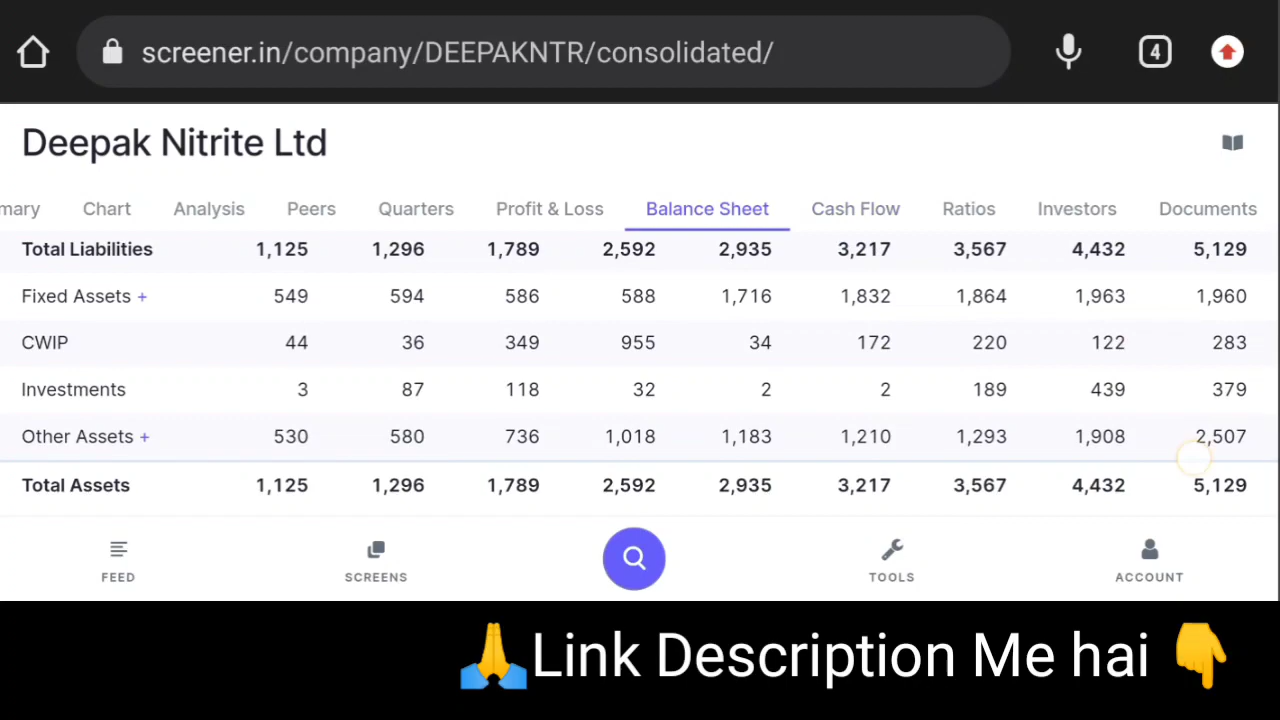 screener.in/company/DEEPAKNTR/consolidated/
4
Deepak Nitrite Ltd
mary Chart Analysis Peers Quarters Profit & Loss Balance Sheet Cash Flow Ratios Investors Documents
Total Liabilities 1,125 1,296 1,789 2,592 2,935 3,217 3,567 4,432 5,129
Fixed Assets + 549 594 586 588 1,716 1,832 1,864 1,963 1,960
CWIP 44 36 349 955 34 172 220 122 283
Investments 3 87 118 32 2 2 189 439 379
Other Assets + 530 580 736 1,018 1,183 1,210 1,293 1,908 2,507
Total Assets 1,125 1,296 1,789 2,592 2,935 3,217 3,567 4,432 5,129
FEED SCREENS TOOLS ACCOUNT
🙏Link Description Me hai 👇